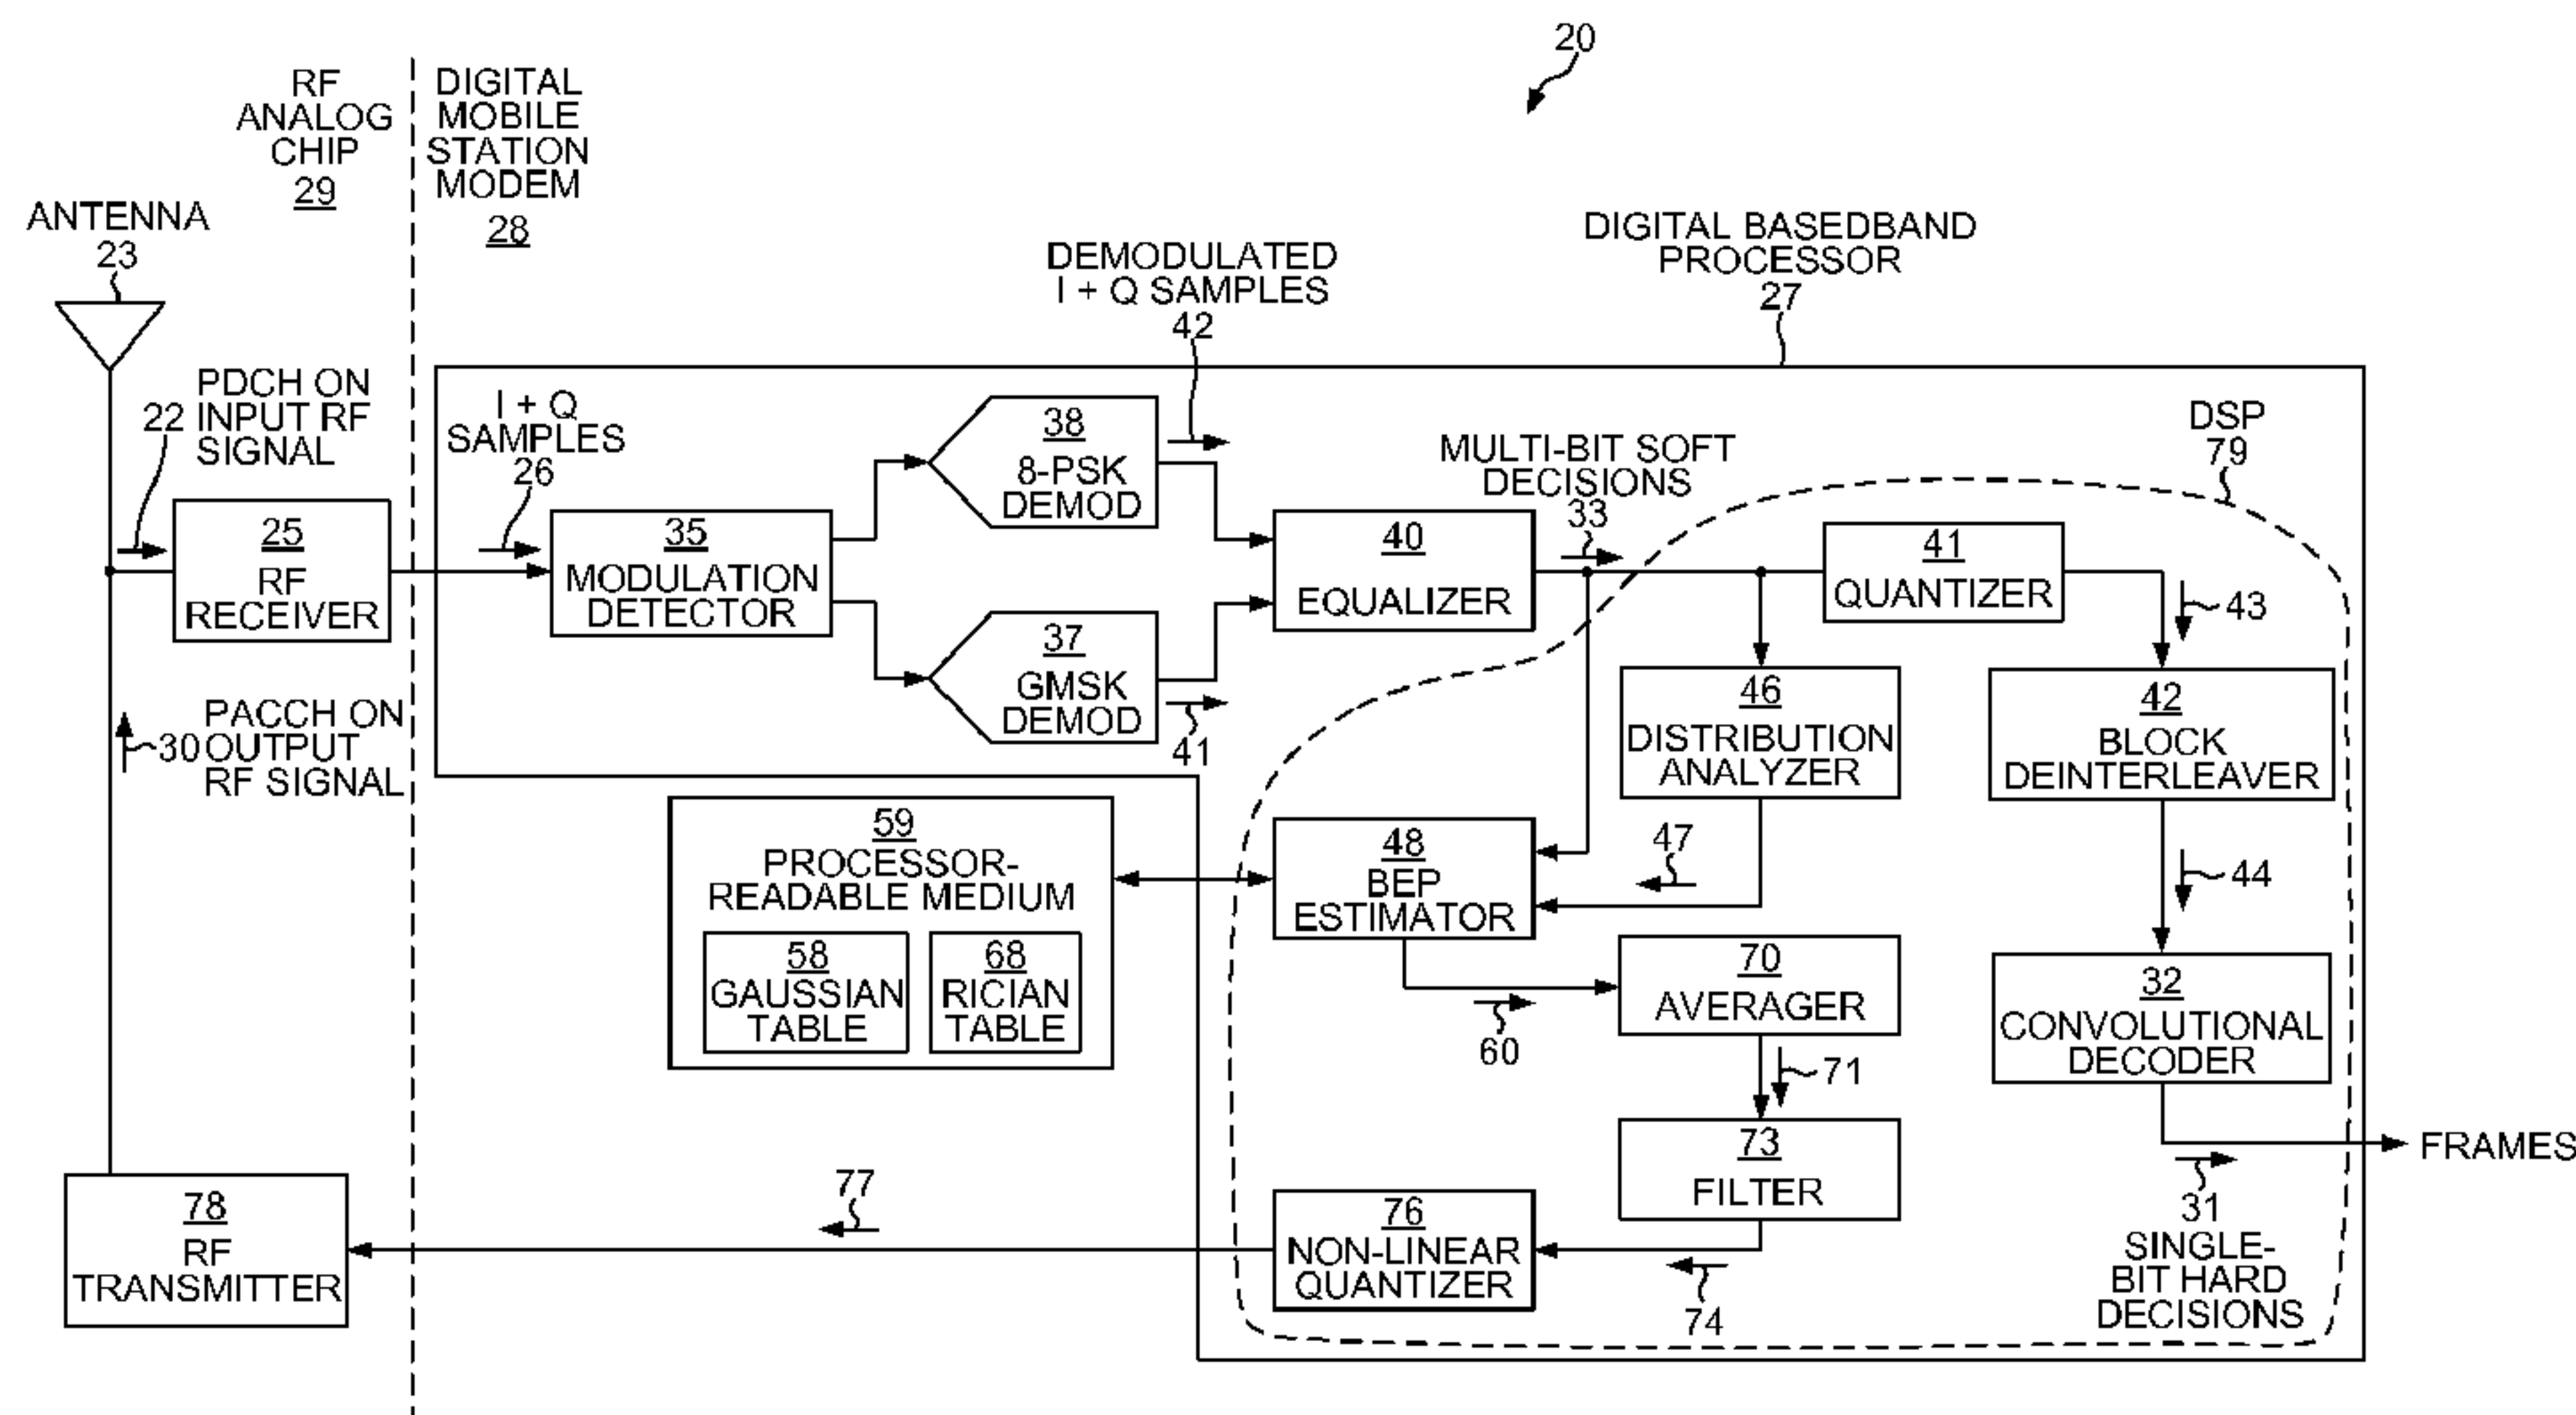 20
RF
ANALOG
CHIP
29
DIGITAL
MOBILE
STATION
MODEM
28
ANTENNA
23
DEMODULATED
I + Q SAMPLES
42
DIGITAL BASEDBAND
PROCESSOR
27
22
PDCH ON
INPUT RF
SIGNAL
I + Q
SAMPLES
26
38
8-PSK
DEMOD
MULTI-BIT SOFT
DECISIONS
33
DSP
79
25
RF
RECEIVER
35
MODULATION
DETECTOR
40
EQUALIZER
41
QUANTIZER
43
37
GMSK
DEMOD
41
30
PACCH ON
OUTPUT
RF SIGNAL
46
DISTRIBUTION
ANALYZER
42
BLOCK
DEINTERLEAVER
59
PROCESSOR-
READABLE MEDIUM
58
GAUSSIAN
TABLE
68
RICIAN
TABLE
48
BEP
ESTIMATOR
47
44
60
70
AVERAGER
32
CONVOLUTIONAL
DECODER
71
73
FILTER
FRAMES
31
SINGLE-
BIT HARD
DECISIONS
78
RF
TRANSMITTER
77
76
NON-LINEAR
QUANTIZER
74